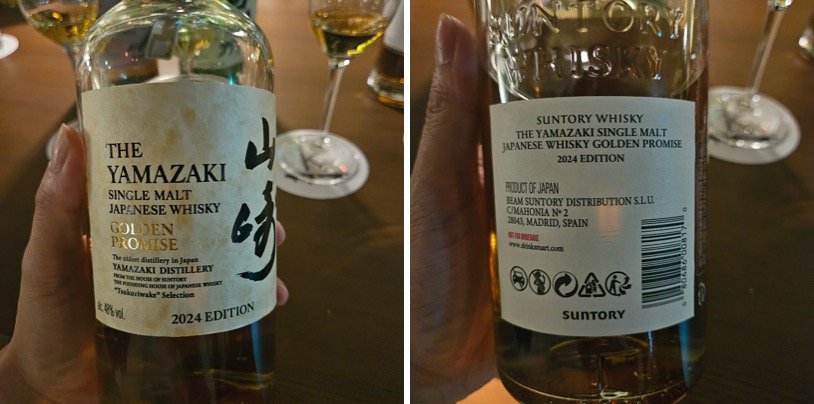 THE
YAMAZAKI
SINGLE MALT
JAPANESE WHISKY
GOLDEN
PROMISE
The oldest distillery in Japan
YAMAZAKI DISTILLERY
FROM THE HOUSE OF SUNTORY
THE FOUNDING HOUSE OF JAPANESE WHISKY
"Tsukuriwake" Selection
alc. 48% vol.
2024 EDITION
山崎
SUNTORY
WHISKY
SUNTORY WHISKY
THE YAMAZAKI SINGLE MALT
JAPANESE WHISKY GOLDEN PROMISE
2024 EDITION
PRODUCT OF JAPAN
BEAM SUNTORY DISTRIBUTION S.L.U.
C/MAHONIA Nº 2
28043, MADRID, SPAIN
www.drinksmart.com
SUNTORY